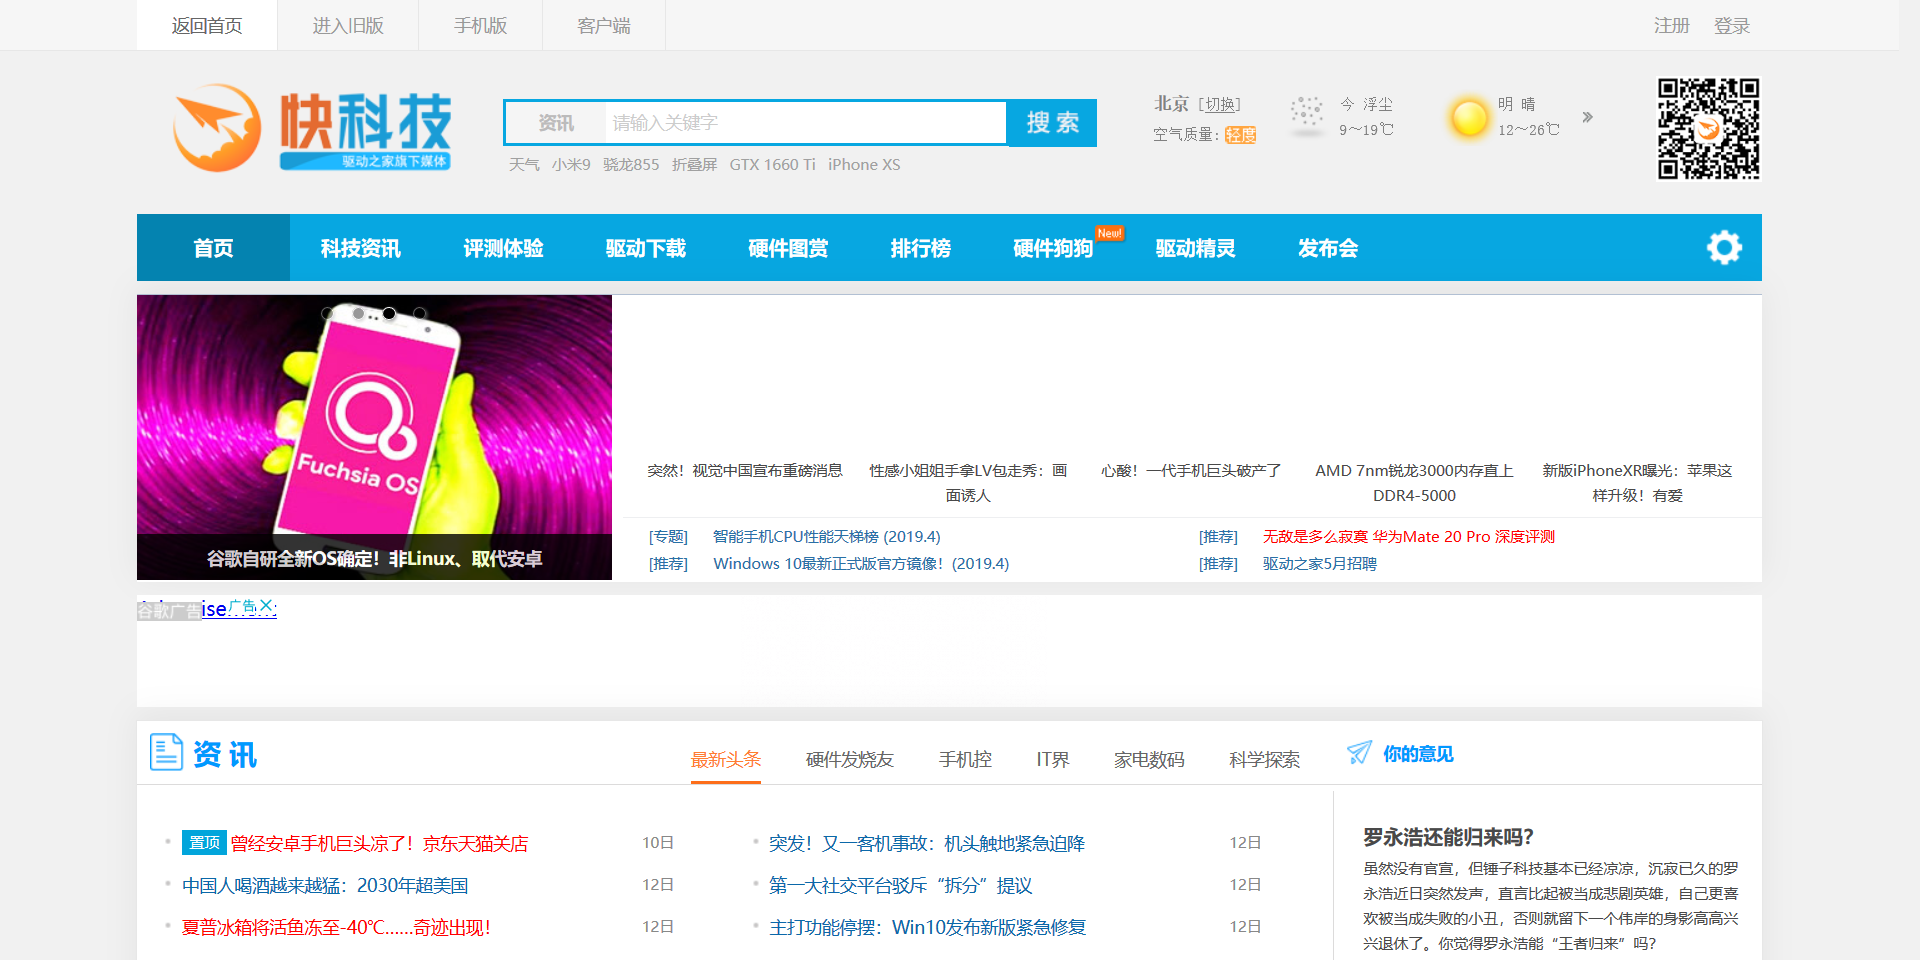 返回首页 进入旧版 手机版 客户端 注册 登录
快科技
驱动之家旗下媒体
资讯 请输入关键字 搜 索
天气 小米9 骁龙855 折叠屏 GTX 1660 Ti iPhone XS
北京 [切换]
空气质量：轻度
今 浮尘
9～19℃
明 晴
12～26℃
»
首页 科技资讯 评测体验 驱动下载 硬件图赏 排行榜 硬件狗狗 New! 驱动精灵 发布会
Fuchsia OS
谷歌自研全新OS确定！非Linux、取代安卓
突然！视觉中国宣布重磅消息
性感小姐姐手拿LV包走秀：画
面诱人
心酸！一代手机巨头破产了
AMD 7nm锐龙3000内存直上
DDR4-5000
新版iPhoneXR曝光：苹果这
样升级！有爱
[专题] 智能手机CPU性能天梯榜 (2019.4)
[推荐] 无敌是多么寂寞 华为Mate 20 Pro 深度评测
[推荐] Windows 10最新正式版官方镜像！(2019.4)
[推荐] 驱动之家5月招聘
谷歌广告
广告
资 讯
最新头条 硬件发烧友 手机控 IT界 家电数码 科学探索
你的意见
置顶 曾经安卓手机巨头凉了！京东天猫关店 10日
中国人喝酒越来越猛：2030年超美国 12日
夏普冰箱将活鱼冻至-40℃……奇迹出现！ 12日
突发！又一客机事故：机头触地紧急迫降 12日
第一大社交平台驳斥“拆分”提议 12日
主打功能停摆：Win10发布新版紧急修复 12日
罗永浩还能归来吗？
虽然没有官宣，但锤子科技基本已经凉凉，沉寂已久的罗
永浩近日突然发声，直言比起被当成悲剧英雄，自己更喜
欢被当成失败的小丑，否则就留下一个伟岸的身影高高兴
兴退休了。你觉得罗永浩能“王者归来”吗？